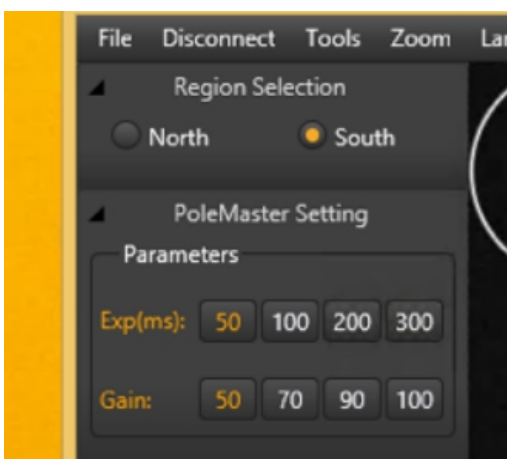 File Disconnect Tools Zoom
Region Selection
North South
PoleMaster Setting
Parameters
Exp(ms): 50 100 200 300
Gain: 50 70 90 100